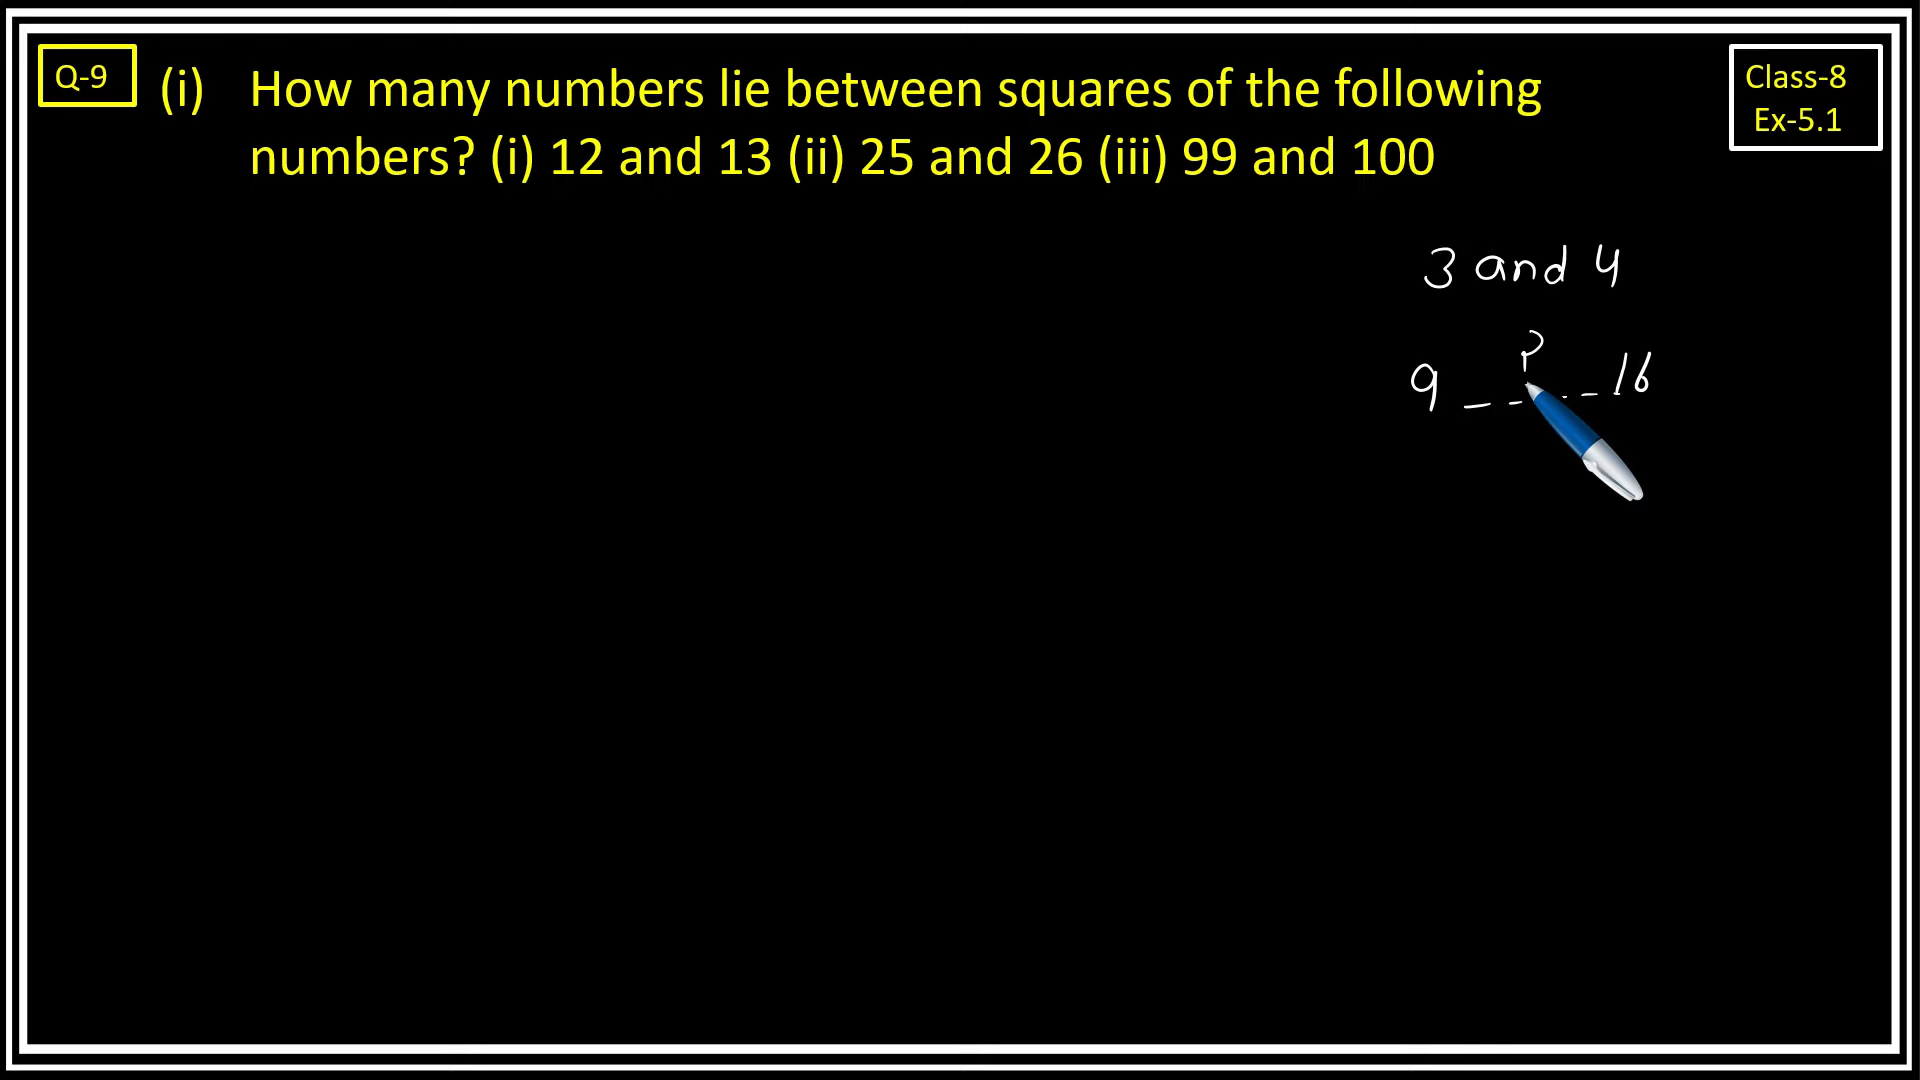 Q-9
(i) How many numbers lie between squares of the following
numbers? (i) 12 and 13 (ii) 25 and 26 (iii) 99 and 100
Class-8
Ex-5.1
3 and 4
?
9 _ _ _ _ 16